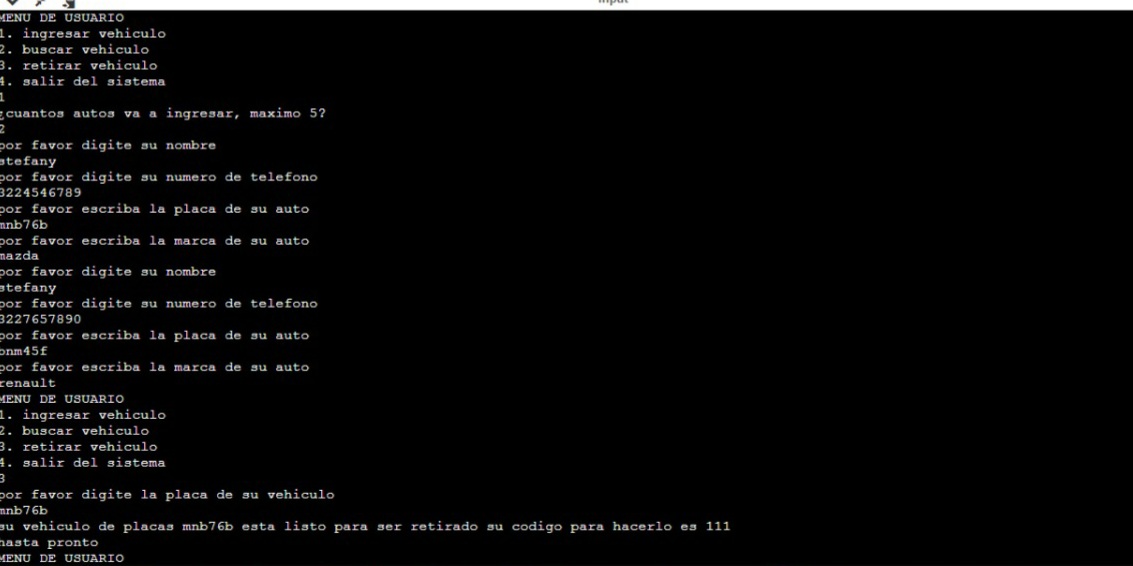 input
MENU DE USUARIO
1. ingresar vehiculo
2. buscar vehiculo
3. retirar vehiculo
4. salir del sistema
1
¿cuantos autos va a ingresar, maximo 5?
2
por favor digite su nombre
stefany
por favor digite su numero de telefono
3224546789
por favor escriba la placa de su auto
mnb76b
por favor escriba la marca de su auto
mazda
por favor digite su nombre
stefany
por favor digite su numero de telefono
3227657890
por favor escriba la placa de su auto
bnm45f
por favor escriba la marca de su auto
renault
MENU DE USUARIO
1. ingresar vehiculo
2. buscar vehiculo
3. retirar vehiculo
4. salir del sistema
3
por favor digite la placa de su vehiculo
mnb76b
su vehiculo de placas mnb76b esta listo para ser retirado su codigo para hacerlo es 111
hasta pronto
MENU DE USUARIO